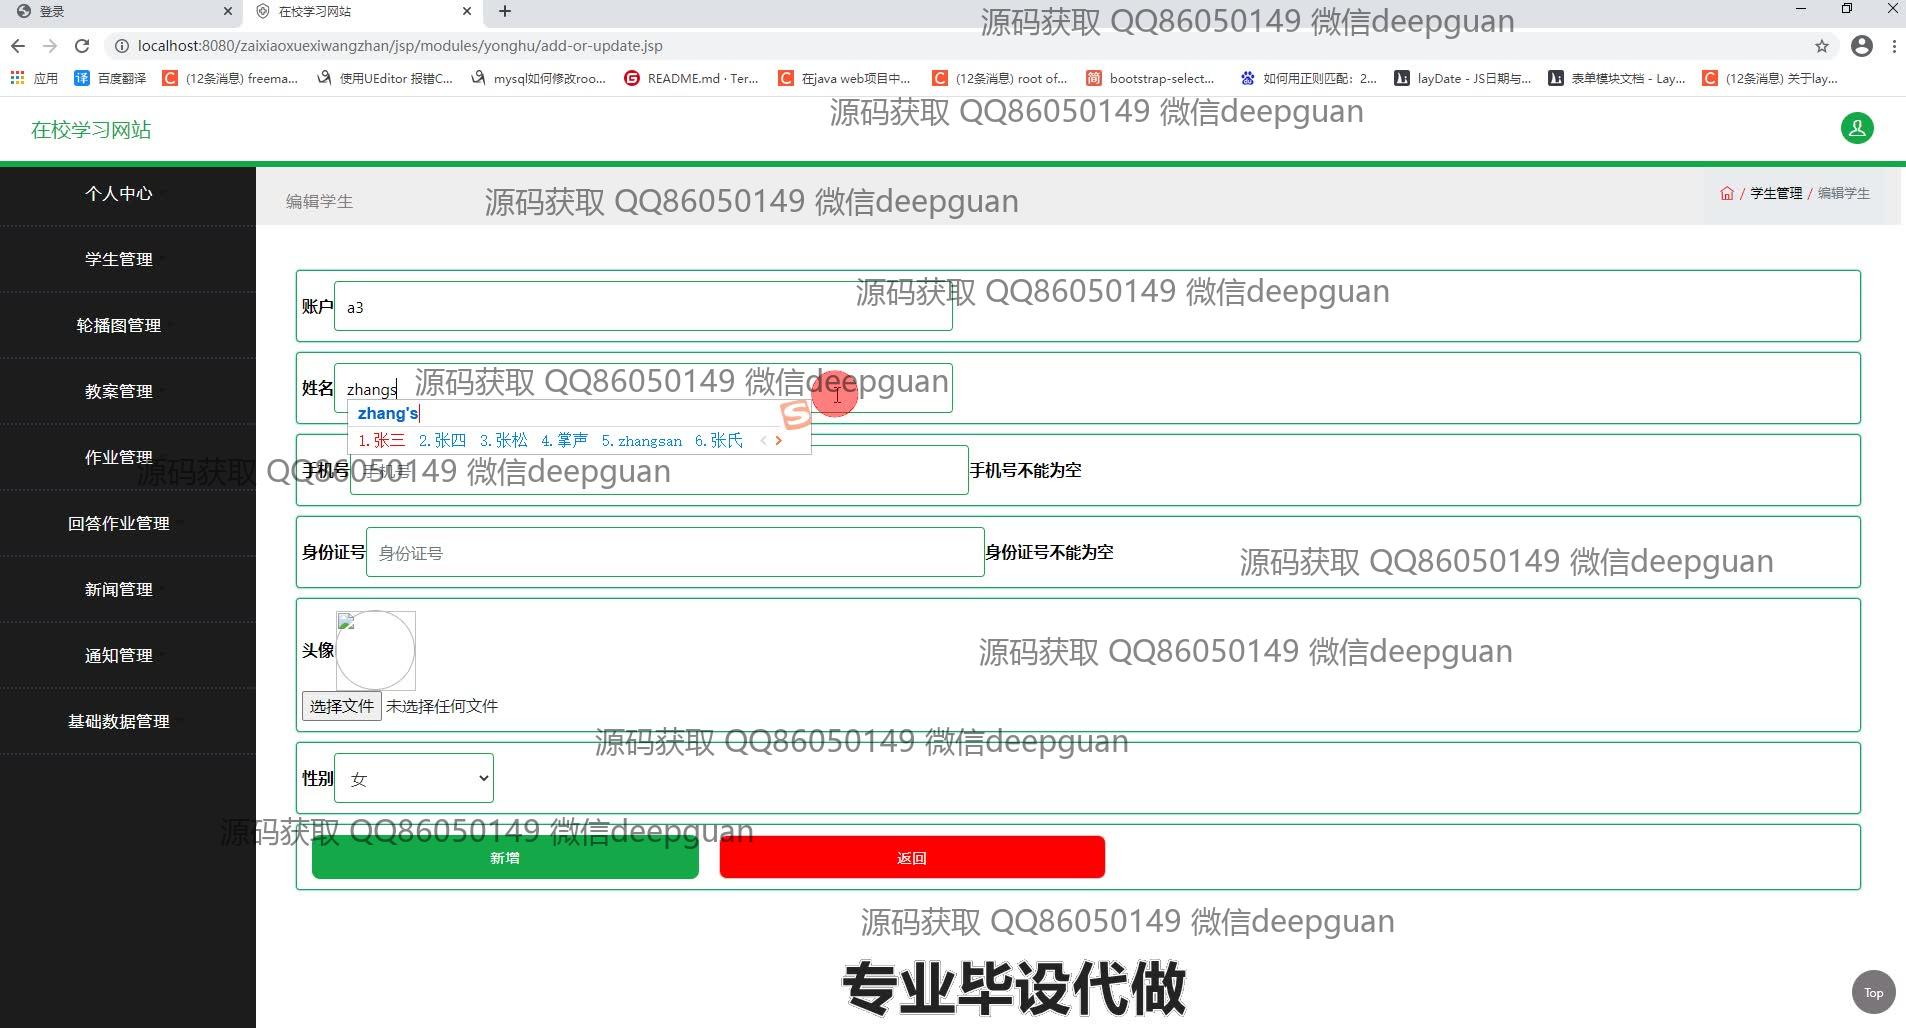 登录
在校学习网站
localhost:8080/zaixiaoxuexiwangzhan/jsp/modules/yonghu/add-or-update.jsp
应用 百度翻译 (12条消息) freema... 使用UEditor 报错C... mysql如何修改roo... README.md · Ter... 在java web项目中... (12条消息) root of... bootstrap-select... 如何用正则匹配：2... layDate - JS日期与... 表单模块文档 - Lay... (12条消息) 关于lay...
源码获取 QQ86050149 微信deepguan
源码获取 QQ86050149 微信deepguan
在校学习网站
个人中心
学生管理
轮播图管理
教案管理
作业管理
回答作业管理
新闻管理
通知管理
基础数据管理
编辑学生
源码获取 QQ86050149 微信deepguan
/ 学生管理 / 编辑学生
源码获取 QQ86050149 微信deepguan
账户 a3
姓名 zhangs
源码获取 QQ86050149 微信deepguan
zhang's
1.张三 2.张四 3.张松 4.掌声 5.zhangsan 6.张氏
手机号 手机号 手机号不能为空
源码获取 QQ86050149 微信deepguan
身份证号 身份证号 身份证号不能为空
源码获取 QQ86050149 微信deepguan
头像
源码获取 QQ86050149 微信deepguan
选择文件 未选择任何文件
源码获取 QQ86050149 微信deepguan
性别 女
源码获取 QQ86050149 微信deepguan
新增 返回
源码获取 QQ86050149 微信deepguan
专业毕设代做
Top